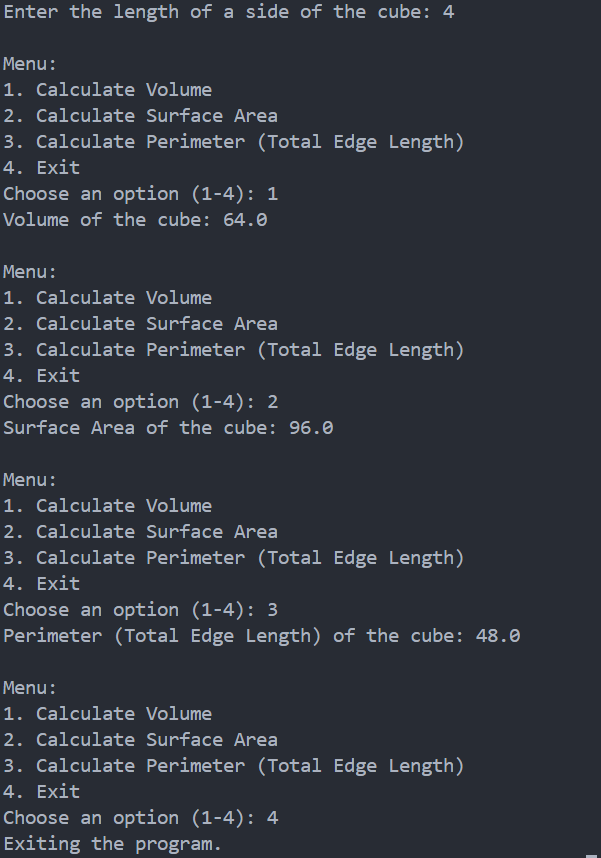 Enter the length of a side of the cube: 4

Menu:
1. Calculate Volume
2. Calculate Surface Area
3. Calculate Perimeter (Total Edge Length)
4. Exit
Choose an option (1-4): 1
Volume of the cube: 64.0

Menu:
1. Calculate Volume
2. Calculate Surface Area
3. Calculate Perimeter (Total Edge Length)
4. Exit
Choose an option (1-4): 2
Surface Area of the cube: 96.0

Menu:
1. Calculate Volume
2. Calculate Surface Area
3. Calculate Perimeter (Total Edge Length)
4. Exit
Choose an option (1-4): 3
Perimeter (Total Edge Length) of the cube: 48.0

Menu:
1. Calculate Volume
2. Calculate Surface Area
3. Calculate Perimeter (Total Edge Length)
4. Exit
Choose an option (1-4): 4
Exiting the program.